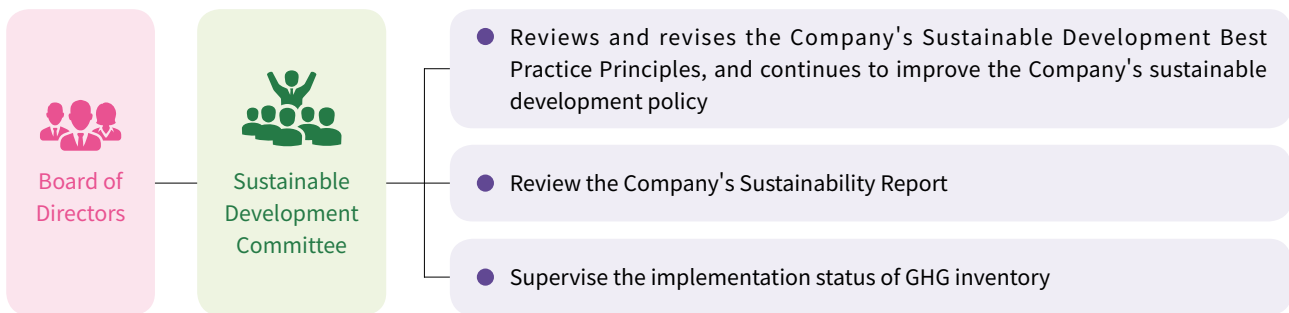 Board of
Directors
Sustainable
Development
Committee
Reviews and revises the Company's Sustainable Development Best
Practice Principles, and continues to improve the Company's sustainable
development policy
Review the Company's Sustainability Report
Supervise the implementation status of GHG inventory